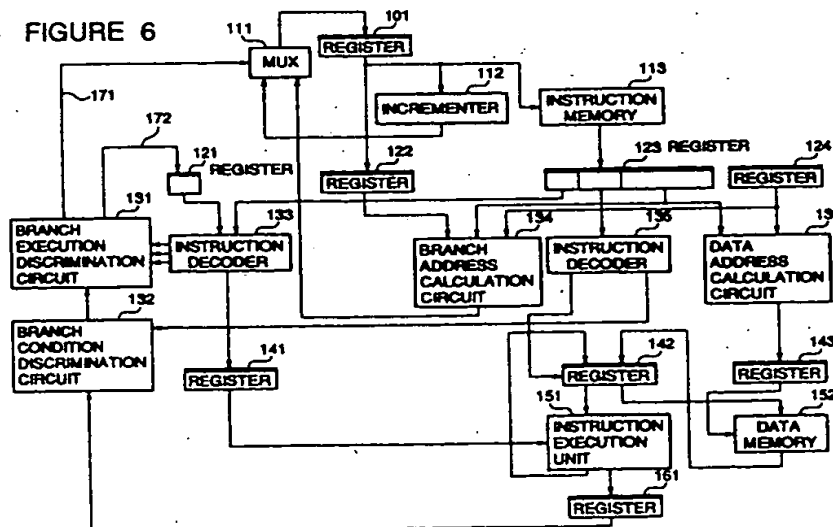 FIGURE 6
111
MUX
101
REGISTER
112
INCREMENTER
113
INSTRUCTION
MEMORY
171
172
121
REGISTER
122
REGISTER
123 REGISTER
124
REGISTER
131
BRANCH
EXECUTION
DISCRIMINATION
CIRCUIT
133
INSTRUCTION
DECODER
134
BRANCH
ADDRESS
CALCULATION
CIRCUIT
INSTRUCTION
DECODER
DATA
ADDRESS
CALCULATION
CIRCUIT
132
BRANCH
CONDITION
DISCRIMINATION
CIRCUIT
141
REGISTER
142
REGISTER
143
REGISTER
151
INSTRUCTION
EXECUTION
UNIT
152
DATA
MEMORY
161
REGISTER